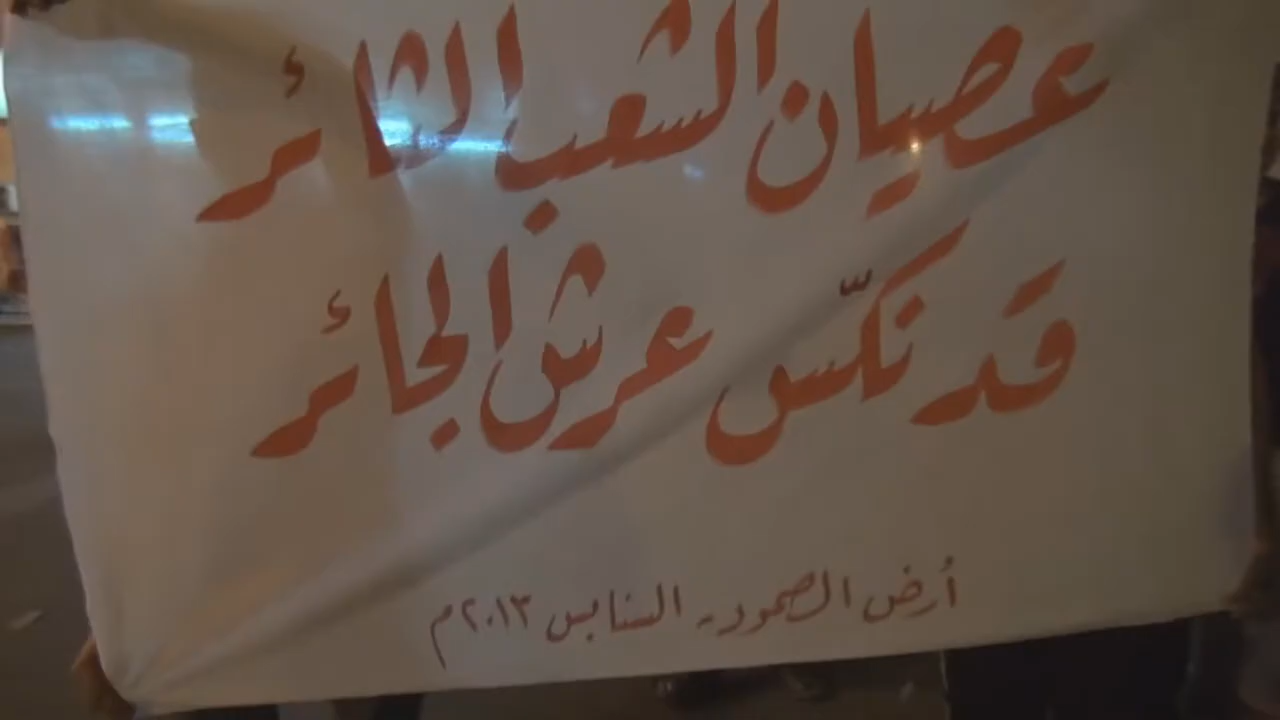 عصيان الشعب الثائر
قد نكّس عرش الجائر
أرض الصمود - السنابس ٢٠١٣م